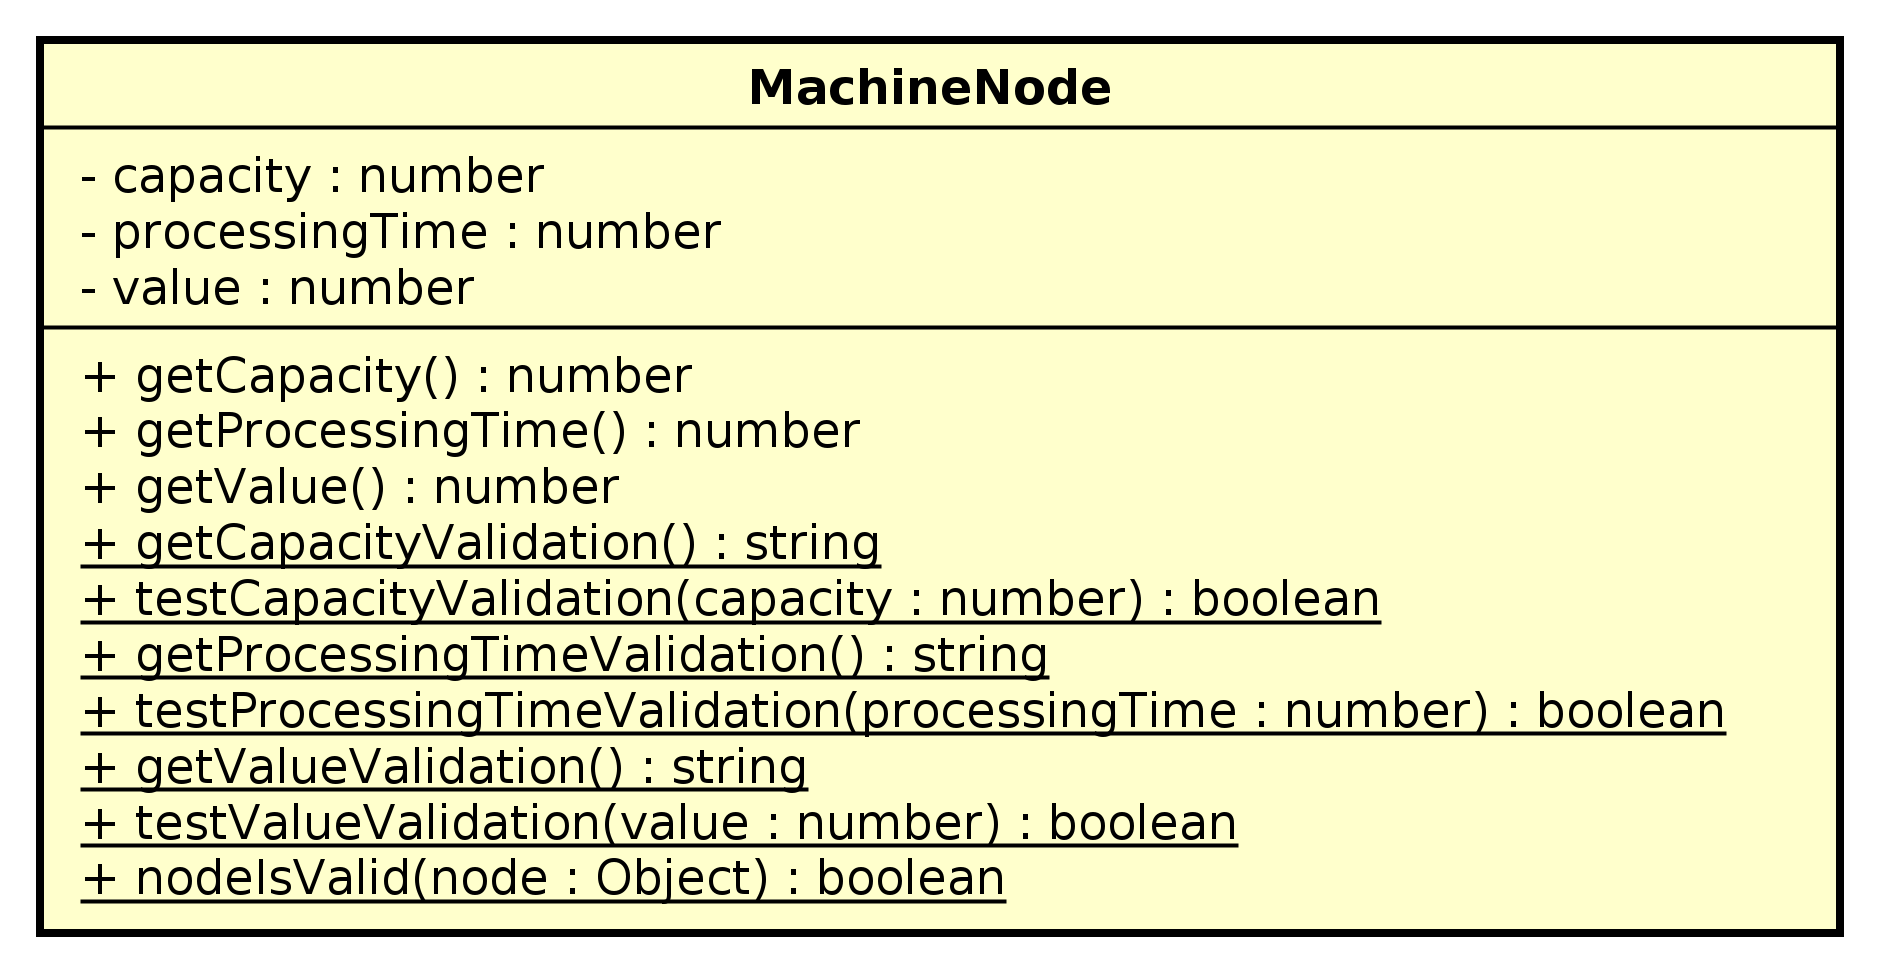 MachineNode
- capacity : number
- processingTime : number
- value : number
+ getCapacity() : number
+ getProcessingTime() : number
+ getValue() : number
+ getCapacityValidation() : string
+ testCapacityValidation(capacity : number) : boolean
+ getProcessingTimeValidation() : string
+ testProcessingTimeValidation(processingTime : number) : boolean
+ getValueValidation() : string
+ testValueValidation(value : number) : boolean
+ nodeIsValid(node : Object) : boolean